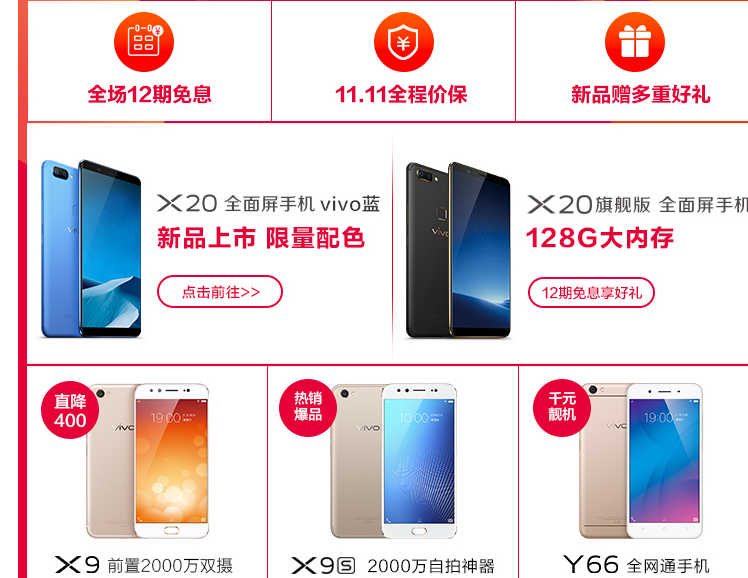 全场12期免息
11.11全程价保
新品赠多重好礼
X20 全面屏手机 vivo蓝
新品上市 限量配色
点击前往>>
X20旗舰版 全面屏手机
128G大内存
12期免息享好礼
直降
400
vivo
19:00
X9 前置2000万双摄
热销
爆品
vivo
10:00
X9s 2000万自拍神器
千元
靓机
vivo
19:00
Y66 全网通手机